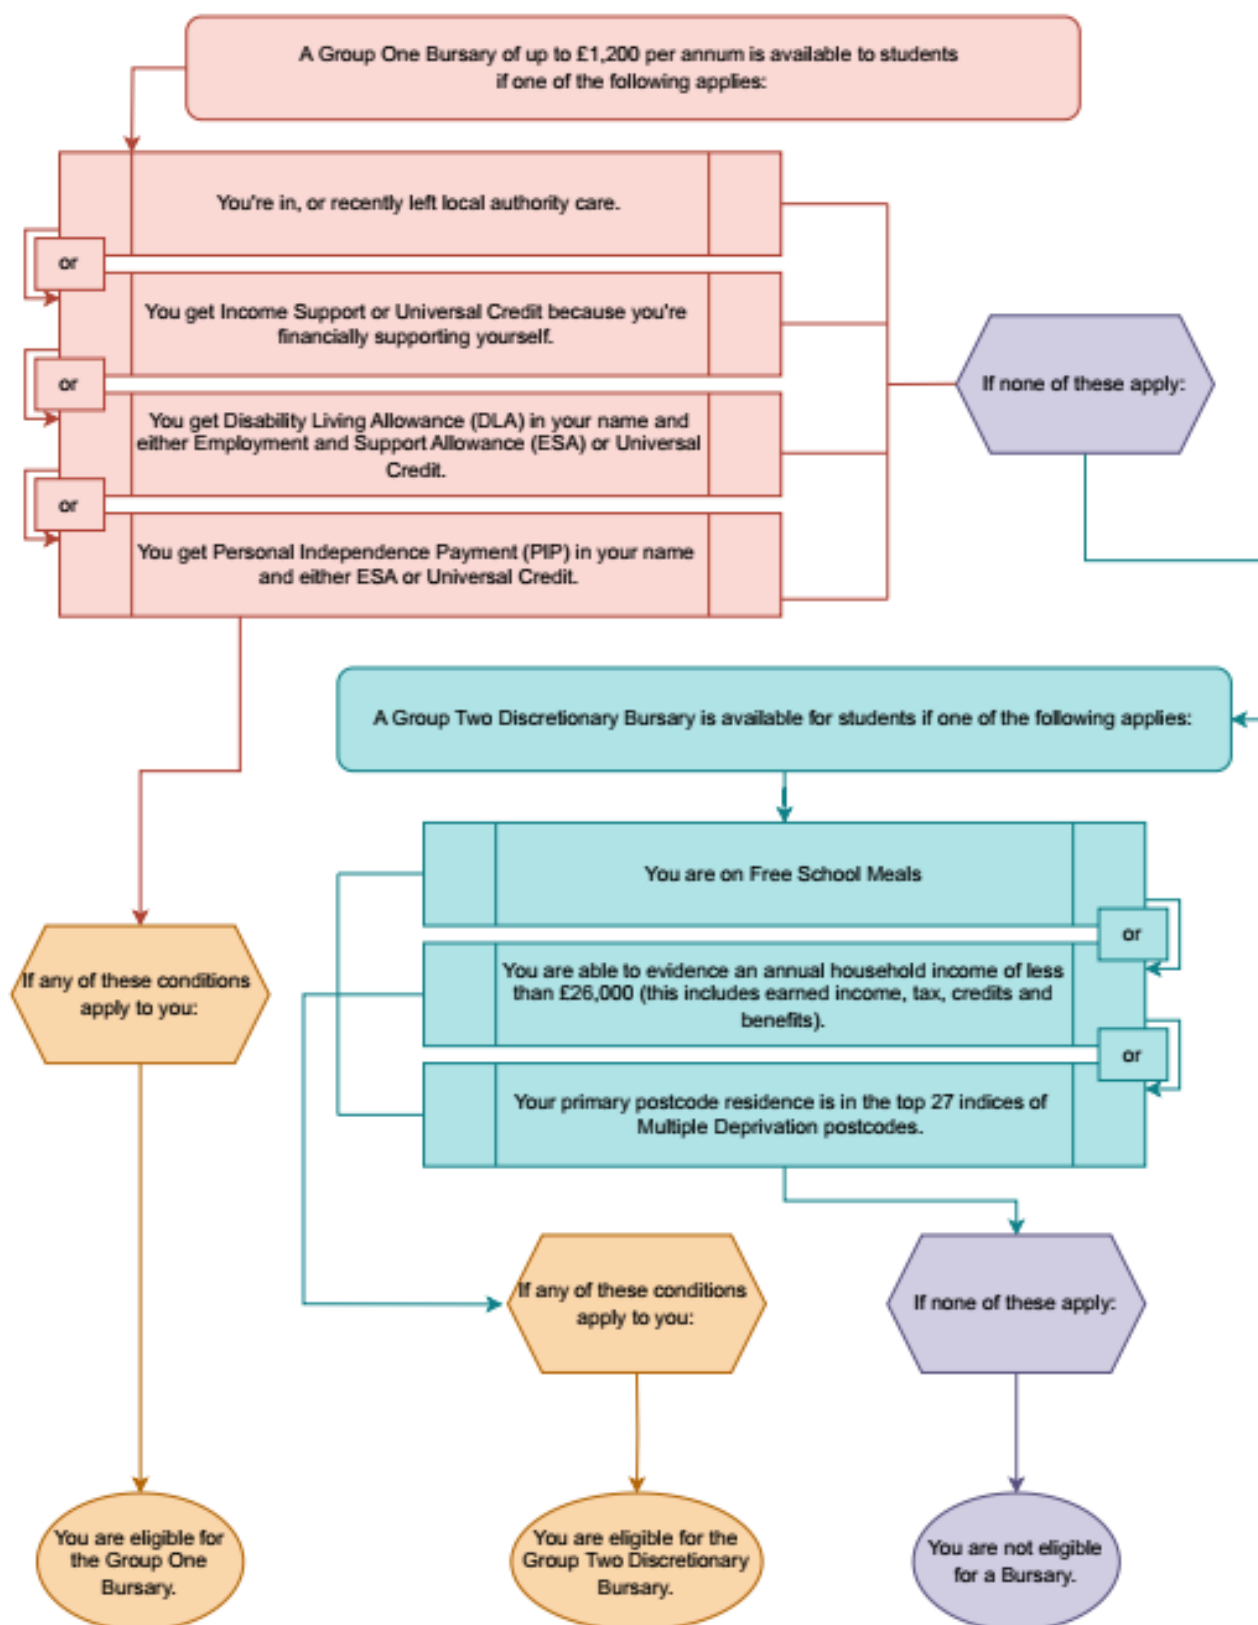 A Group One Bursary of up to £1,200 per annum is available to students
if one of the following applies:
You're in, or recently left local authority care.
or
You get Income Support or Universal Credit because you're
financially supporting yourself.
or
You get Disability Living Allowance (DLA) in your name and
either Employment and Support Allowance (ESA) or Universal
Credit.
or
You get Personal Independence Payment (PIP) in your name
and either ESA or Universal Credit.
If none of these apply:
A Group Two Discretionary Bursary is available for students if one of the following applies:
You are on Free School Meals
or
You are able to evidence an annual household income of less
than £26,000 (this includes earned income, tax, credits and
benefits).
or
Your primary postcode residence is in the top 27 indices of
Multiple Deprivation postcodes.
If any of these conditions
apply to you:
If any of these conditions
apply to you:
If none of these apply:
You are eligible for
the Group One
Bursary.
You are eligible for the
Group Two Discretionary
Bursary.
You are not eligible
for a Bursary.